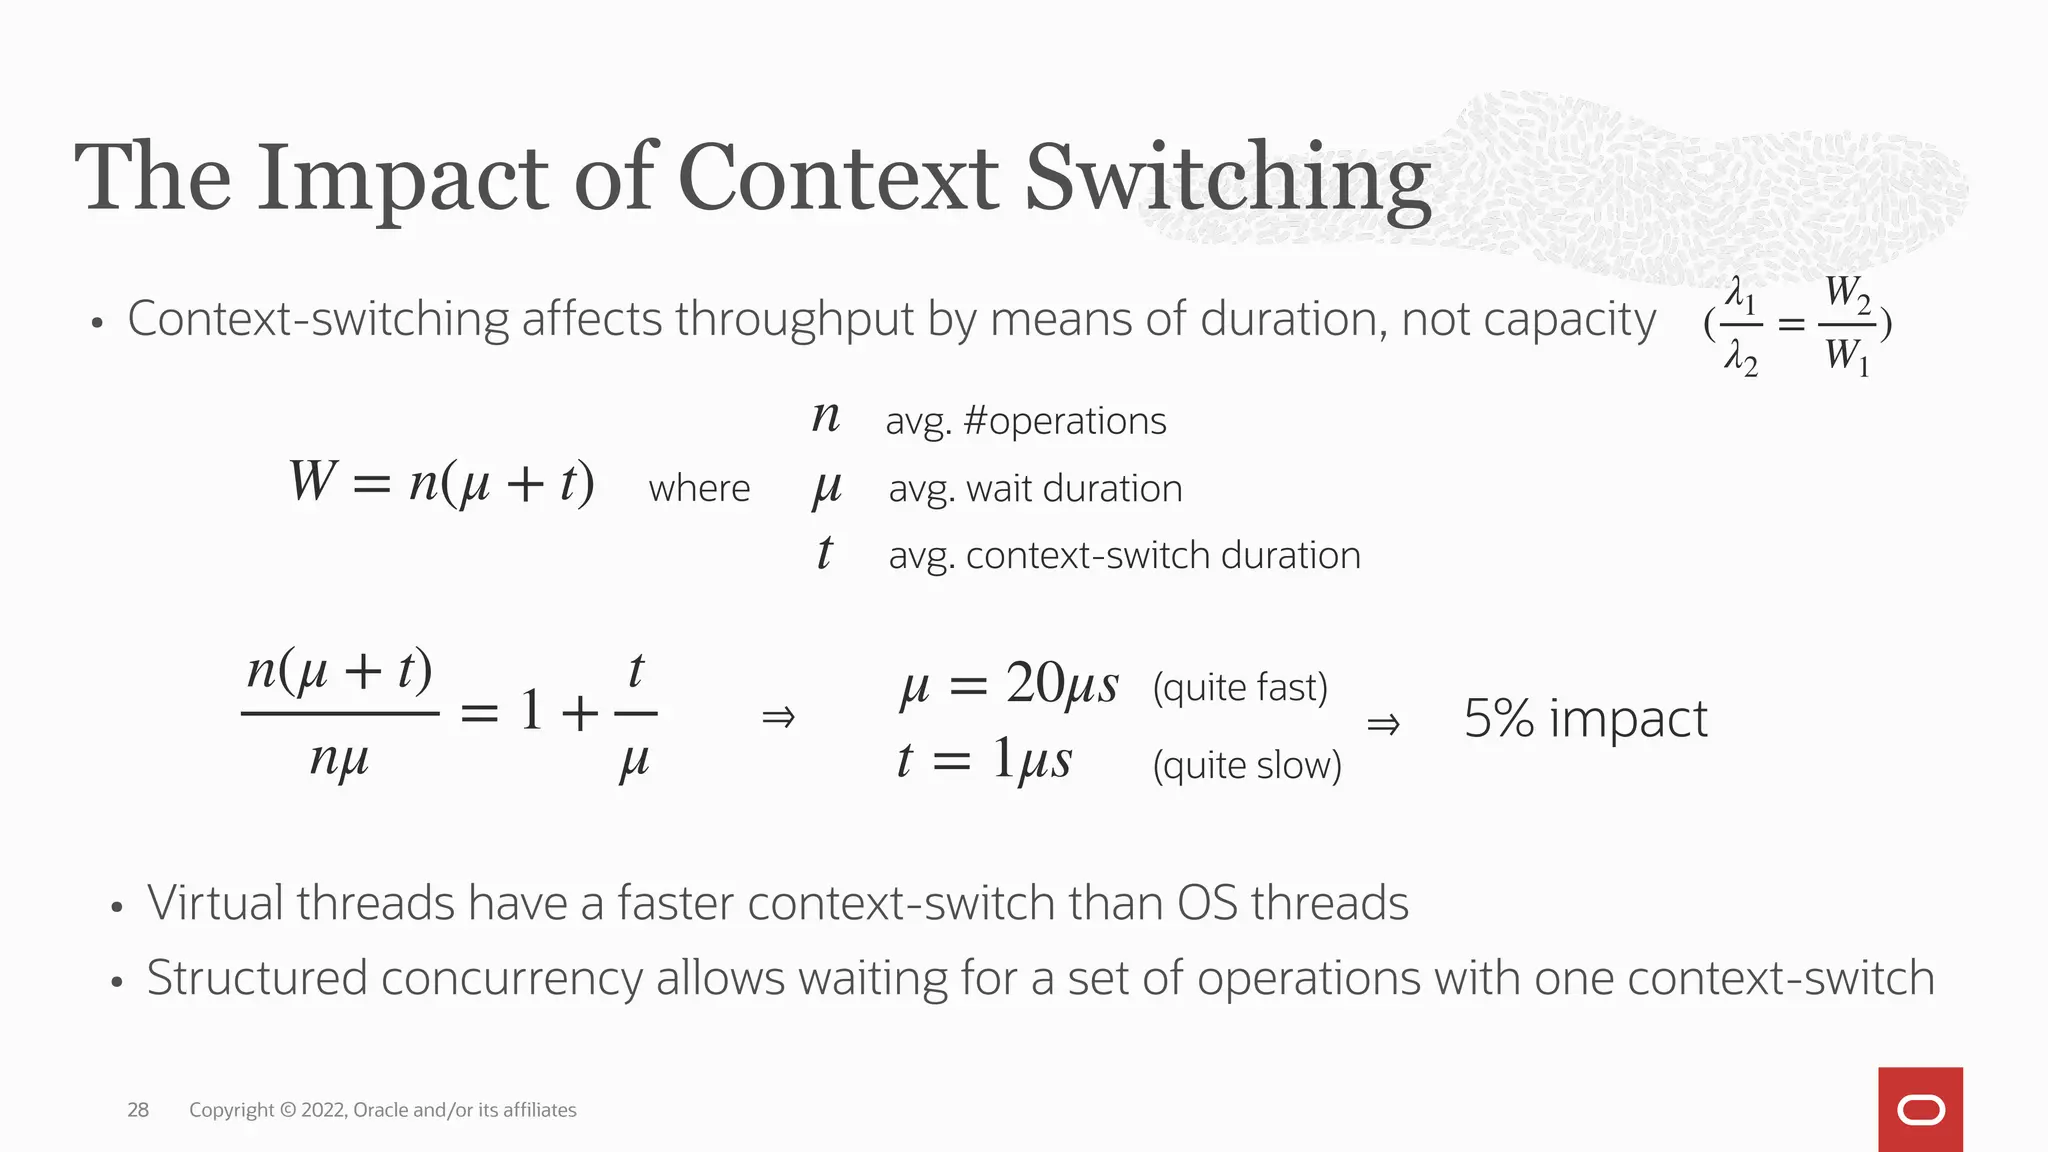 The Impact of Context Switching
• Context-switching affects throughput by means of duration, not capacity (λ₁/λ₂ = W₂/W₁)
W = n(μ + t) where
n avg. #operations
μ avg. wait duration
t avg. context-switch duration
n(μ + t)/nμ = 1 + t/μ ⇒
μ = 20μs (quite fast)
t = 1μs (quite slow)
⇒ 5% impact
• Virtual threads have a faster context-switch than OS threads
• Structured concurrency allows waiting for a set of operations with one context-switch
28 Copyright © 2022, Oracle and/or its affiliates